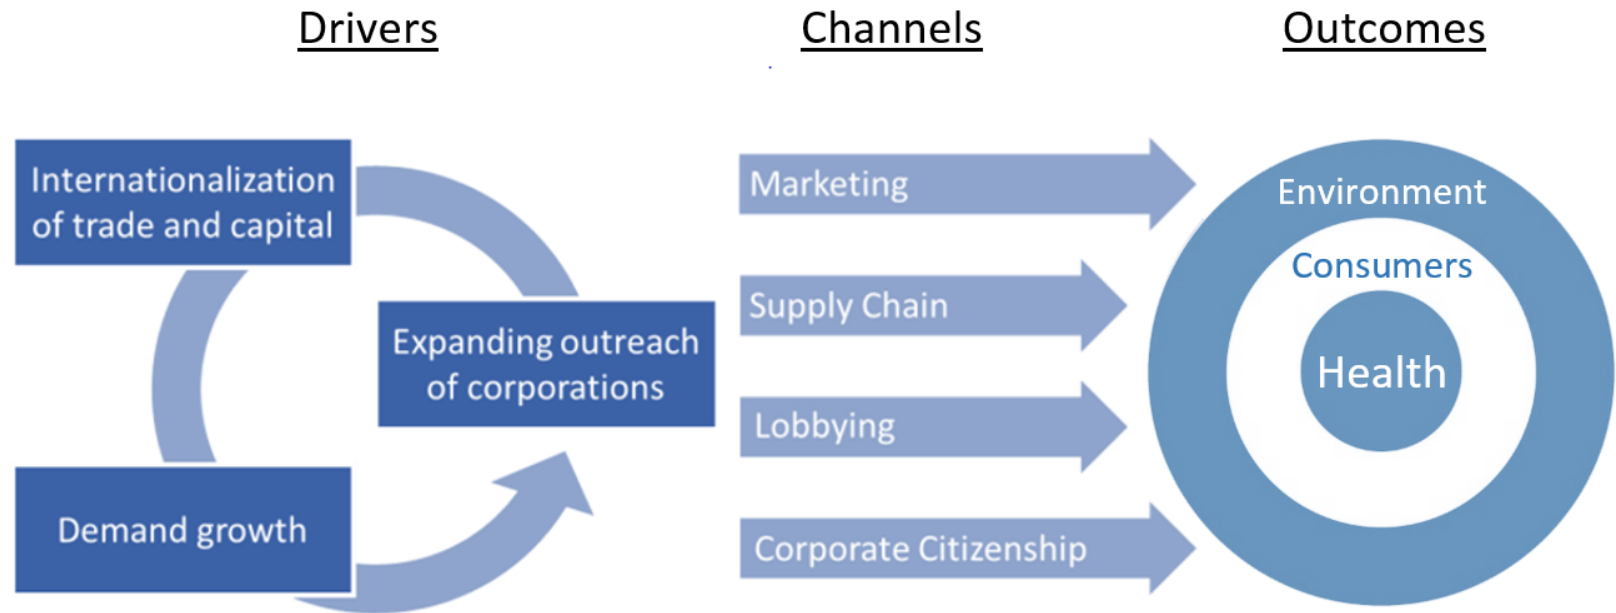 Drivers
Channels
Outcomes
Internationalization
of trade and capital
Expanding outreach
of corporations
Demand growth
Marketing
Supply Chain
Lobbying
Corporate Citizenship
Environment
Consumers
Health